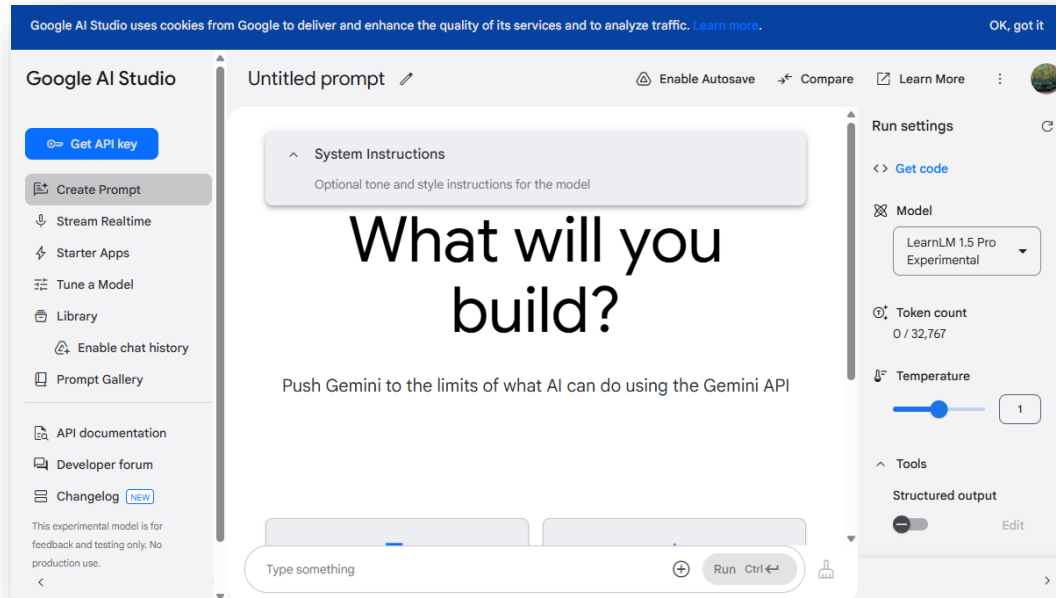 Google AI Studio uses cookies from Google to deliver and enhance the quality of its services and to analyze traffic. Learn more.
OK, got it
Google AI Studio
Get API key
Create Prompt
Stream Realtime
Starter Apps
Tune a Model
Library
Enable chat history
Prompt Gallery
API documentation
Developer forum
Changelog NEW
This experimental model is for
feedback and testing only. No
production use.
Untitled prompt
Enable Autosave
Compare
Learn More
System Instructions
Optional tone and style instructions for the model
What will you
build?
Push Gemini to the limits of what AI can do using the Gemini API
Type something
Run Ctrl
Run settings
Get code
Model
LearnLM 1.5 Pro
Experimental
Token count
0 / 32,767
Temperature
1
Tools
Structured output
Edit